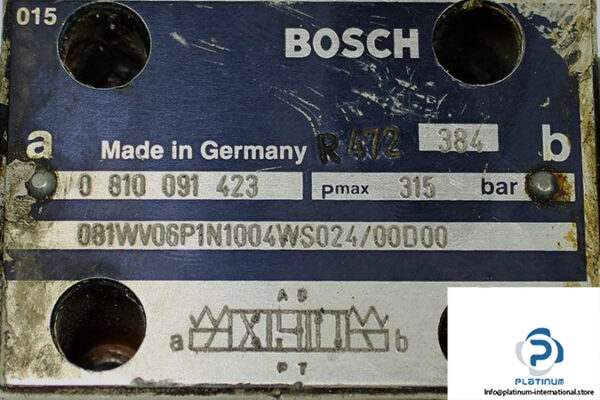 015
BOSCH
a
Made in Germany R472 384
b
0 810 091 423 pmax 315 bar
081WV06P1N1004WS024/00D00
A B
a b
P T
PLATINUM
Info@platinum-international.store